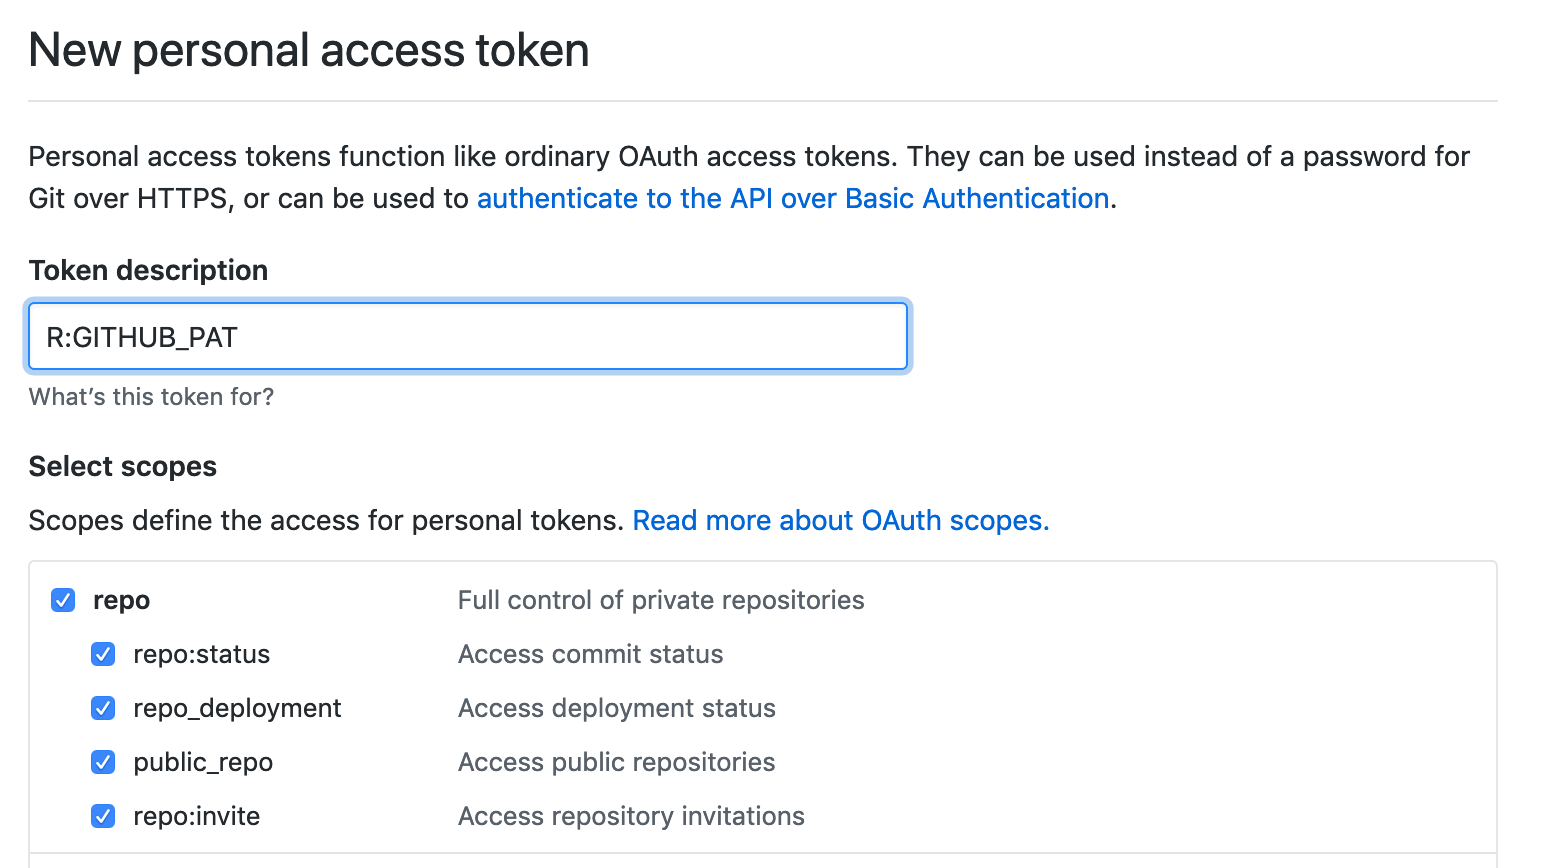 New personal access token
Personal access tokens function like ordinary OAuth access tokens. They can be used instead of a password for
Git over HTTPS, or can be used to authenticate to the API over Basic Authentication.
Token description
R:GITHUB_PAT
What’s this token for?
Select scopes
Scopes define the access for personal tokens. Read more about OAuth scopes.
repo Full control of private repositories
repo:status Access commit status
repo_deployment Access deployment status
public_repo Access public repositories
repo:invite Access repository invitations